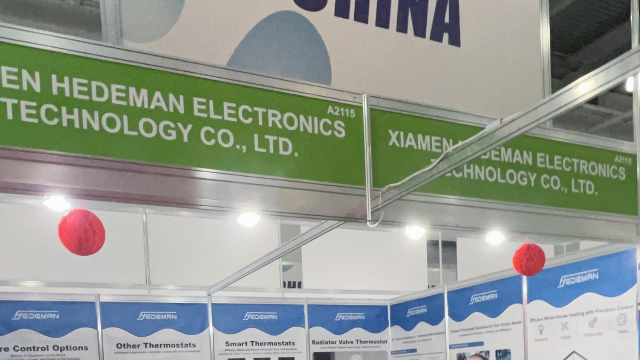 CHINA
EN HEDEMAN ELECTRONICS
TECHNOLOGY CO., LTD.
A2115
XIAMEN HEDEMAN ELECTRONICS
TECHNOLOGY CO., LTD.
A2115
HEDEMAN
re Control Options
HEDEMAN
Other Thermostats
HEDEMAN
Smart Thermostats
HEDEMAN
Radiator Valve Thermostat
HEDEMAN
HEDEMAN
HEDEMAN